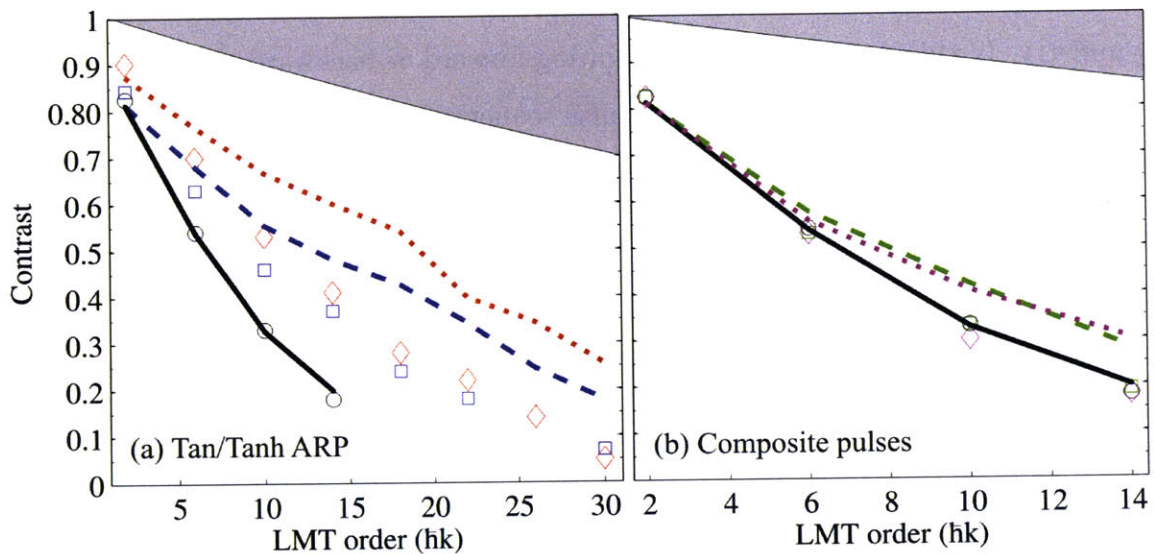 1
0.9
0.80
0.7
0.6
0.5
0.4
0.3
0.2
0.1
0
Contrast
(a) Tan/Tanh ARP
5 10 15 20 25 30
LMT order (ħk)
(b) Composite pulses
2 4 6 8 10 12 14
LMT order (ħk)